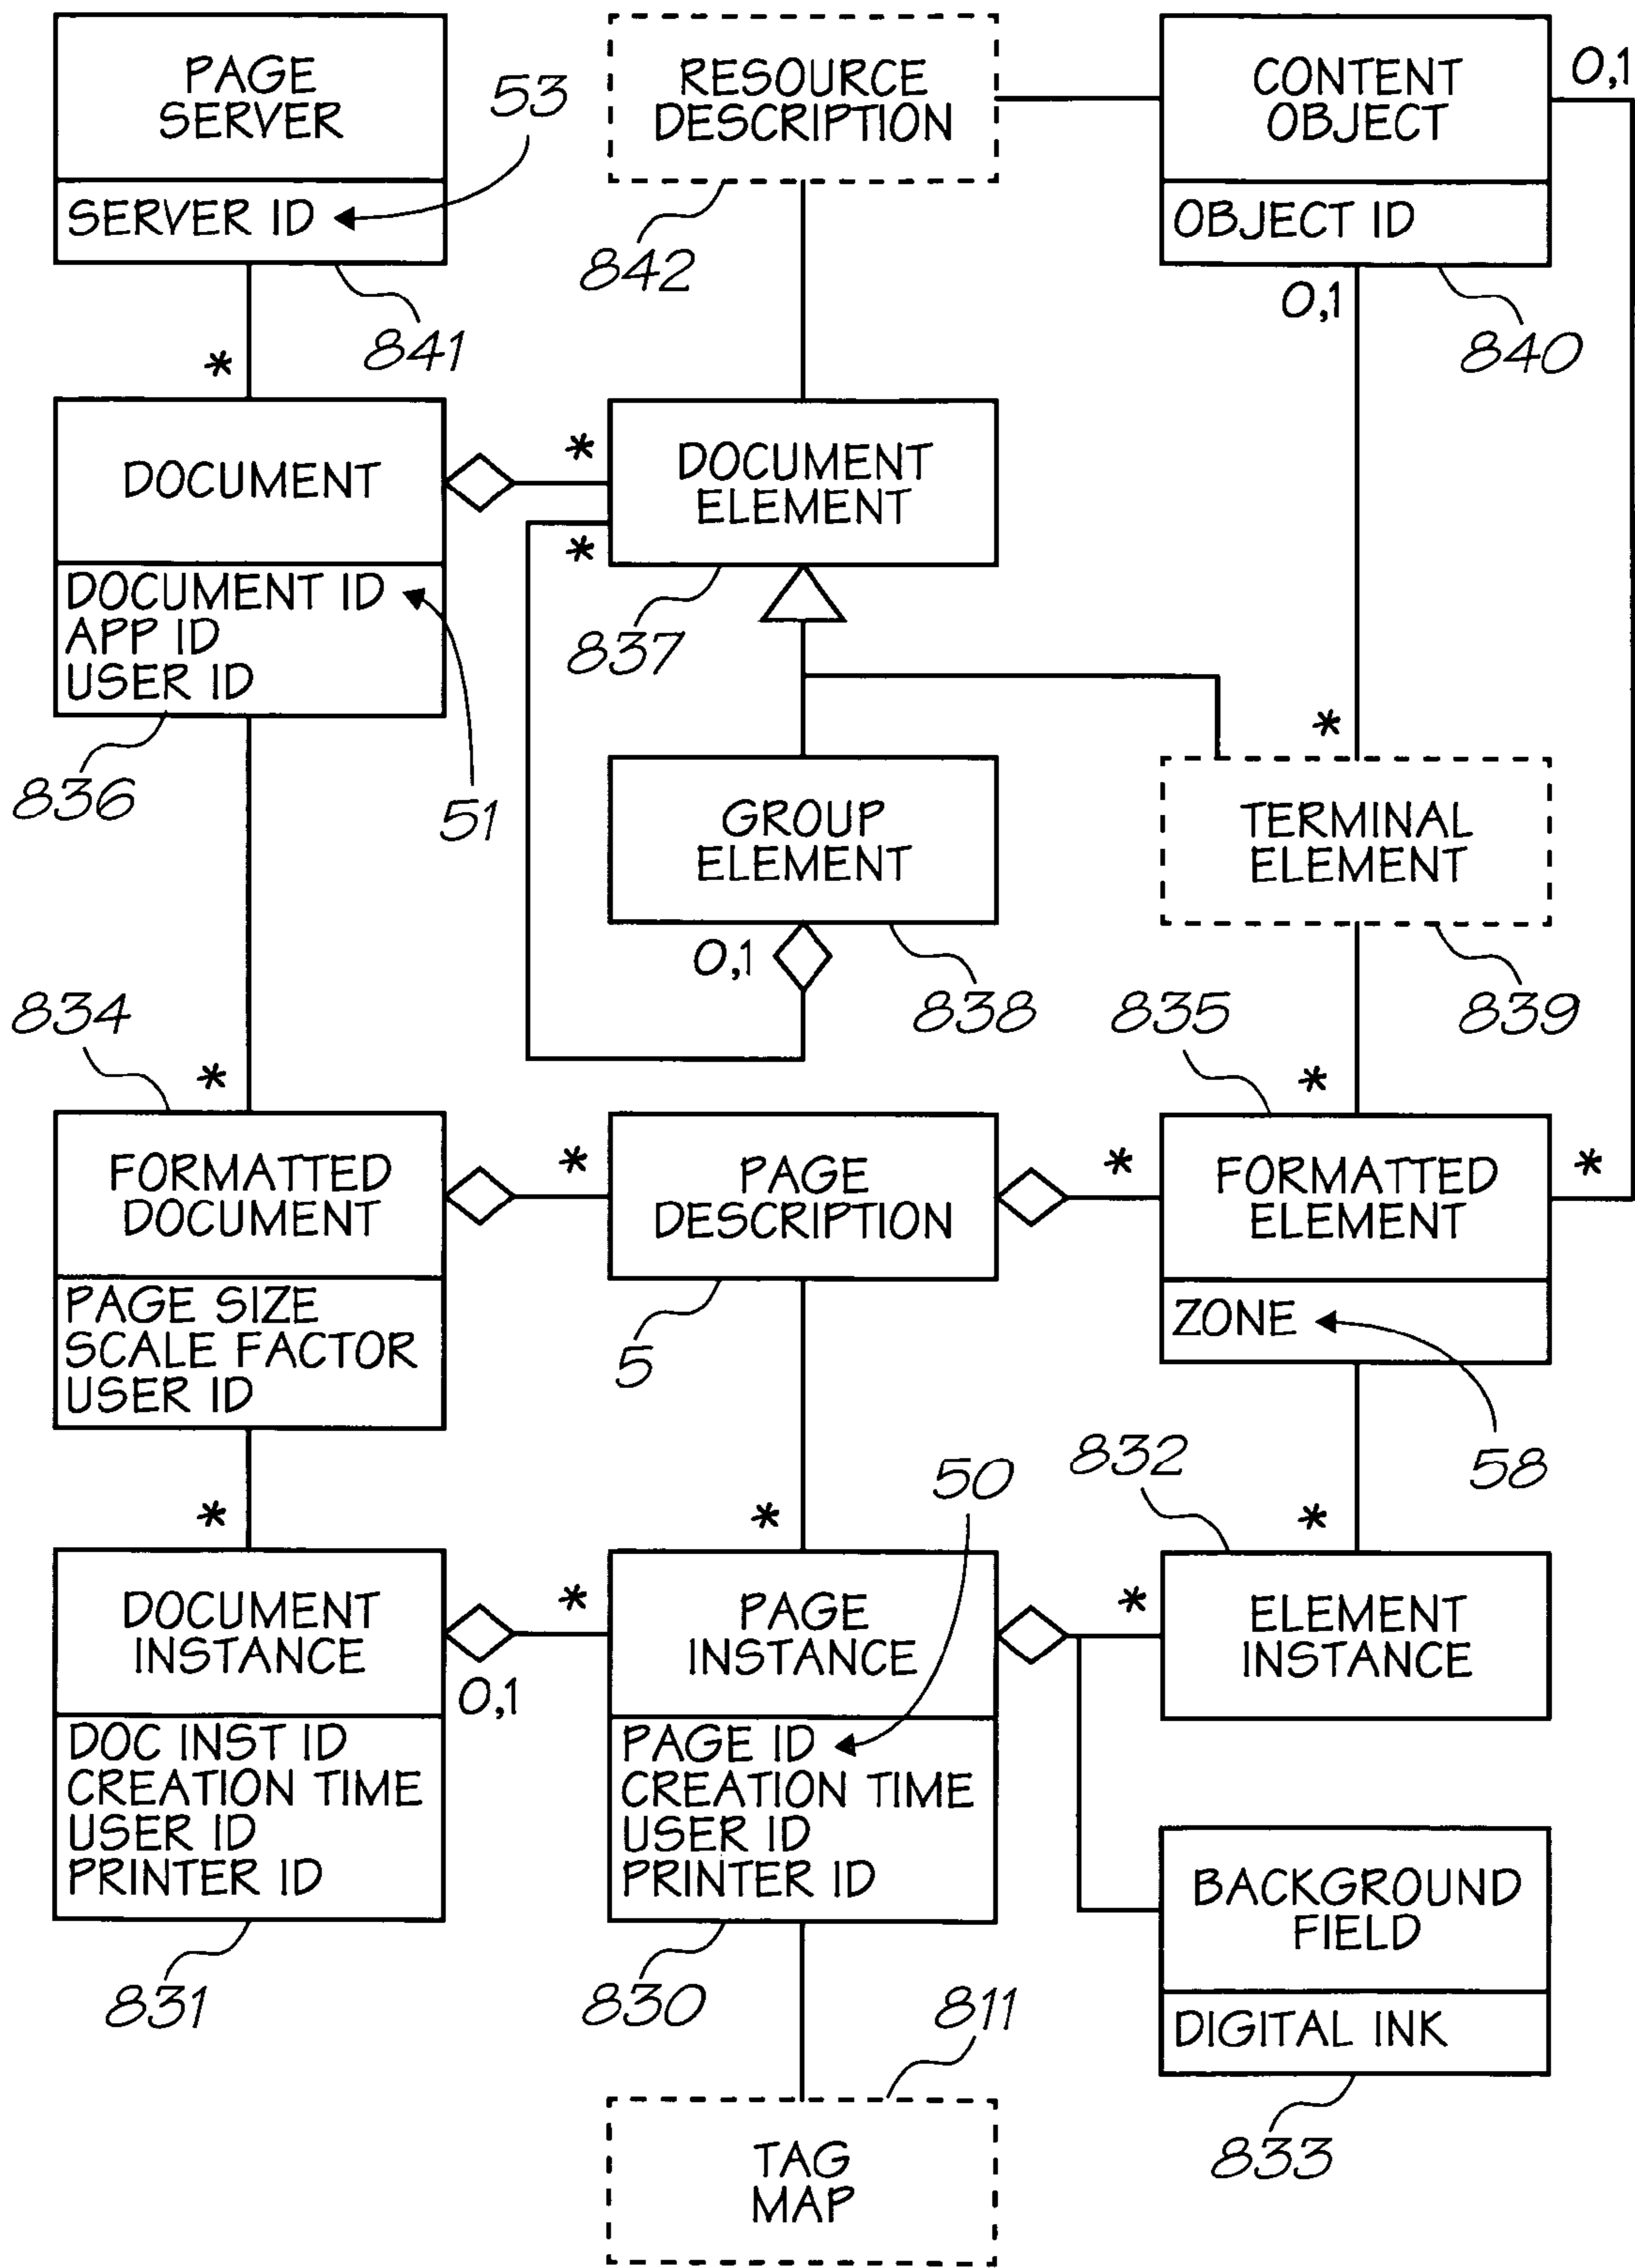 PAGE
SERVER
SERVER ID
53
841
RESOURCE
DESCRIPTION
842
CONTENT
OBJECT
OBJECT ID
0,1
0,1
840
*
DOCUMENT
DOCUMENT ID
APP ID
USER ID
836
51
*
*
DOCUMENT
ELEMENT
837
GROUP
ELEMENT
0,1
838
*
TERMINAL
ELEMENT
839
834
*
FORMATTED
DOCUMENT
PAGE SIZE
SCALE FACTOR
USER ID
*
PAGE
DESCRIPTION
5
835
*
*
*
FORMATTED
ELEMENT
ZONE
58
*
DOCUMENT
INSTANCE
0,1
DOC INST ID
CREATION TIME
USER ID
PRINTER ID
831
*
*
50
PAGE
INSTANCE
PAGE ID
CREATION TIME
USER ID
PRINTER ID
830
832
*
*
ELEMENT
INSTANCE
BACKGROUND
FIELD
DIGITAL INK
833
811
TAG
MAP